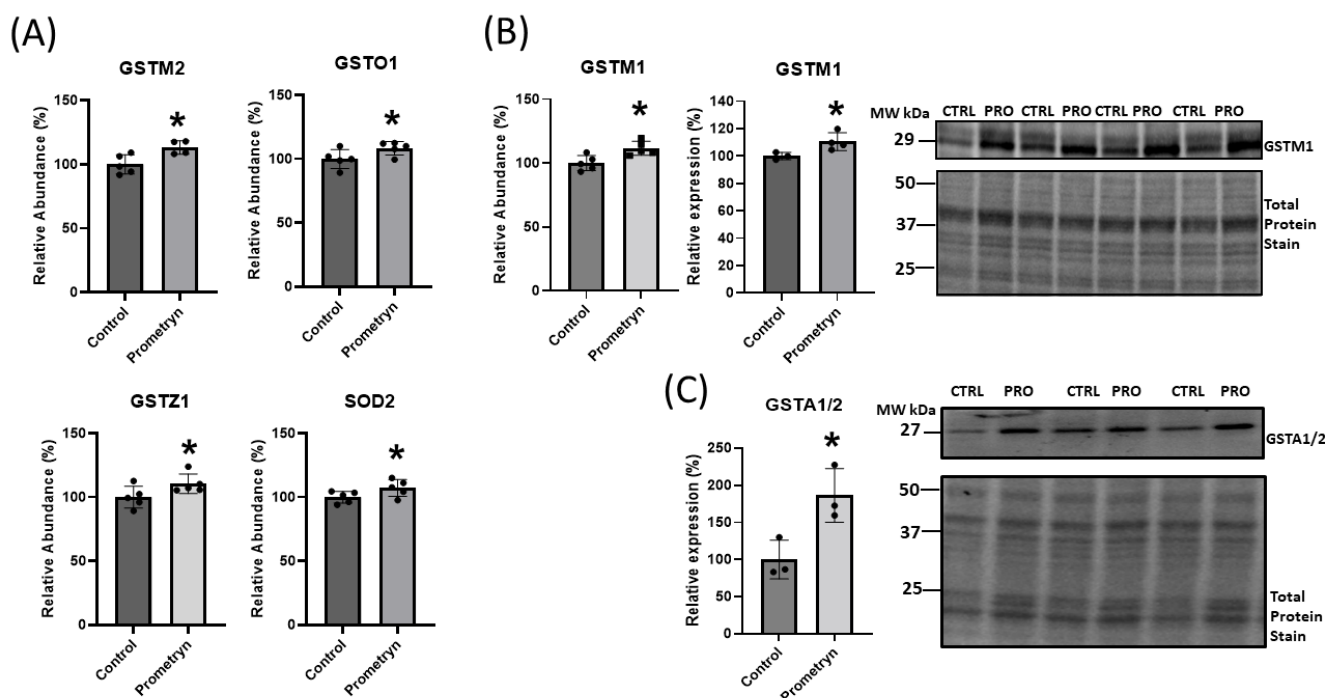 (A)
GSTM2
Relative Abundance (%)
150
100
50
0
Control
Prometryn
*
GSTO1
Relative Abundance (%)
150
100
50
0
Control
Prometryn
*
GSTZ1
Relative Abundance (%)
150
100
50
0
Control
Prometryn
*
SOD2
Relative Abundance (%)
150
100
50
0
Control
Prometryn
*
(B)
GSTM1
Relative Abundance (%)
150
100
50
0
Control
Prometryn
*
GSTM1
Relative expression (%)
140
120
100
80
60
40
20
0
Control
Prometryn
*
CTRL PRO CTRL PRO CTRL PRO CTRL PRO
MW kDa
29
GSTM1
50
37
25
Total
Protein
Stain
(C)
GSTA1/2
Relative expression (%)
250
200
150
100
50
0
Control
Prometryn
*
CTRL PRO CTRL PRO CTRL PRO
MW kDa
27
GSTA1/2
50
37
25
Total
Protein
Stain